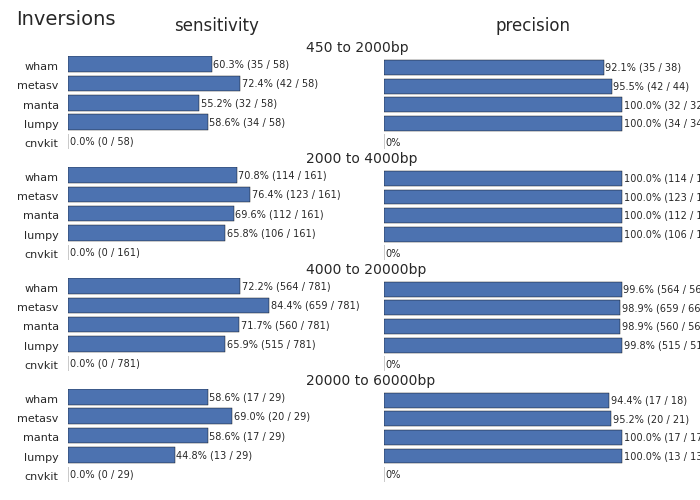 Inversions
sensitivity precision
450 to 2000bp
wham 60.3% (35 / 58) 92.1% (35 / 38)
metasv 72.4% (42 / 58) 95.5% (42 / 44)
manta 55.2% (32 / 58) 100.0% (32 / 32
lumpy 58.6% (34 / 58) 100.0% (34 / 34
cnvkit 0.0% (0 / 58) 0%
2000 to 4000bp
wham 70.8% (114 / 161) 100.0% (114 / 1
metasv 76.4% (123 / 161) 100.0% (123 / 1
manta 69.6% (112 / 161) 100.0% (112 / 1
lumpy 65.8% (106 / 161) 100.0% (106 / 1
cnvkit 0.0% (0 / 161) 0%
4000 to 20000bp
wham 72.2% (564 / 781) 99.6% (564 / 56
metasv 84.4% (659 / 781) 98.9% (659 / 66
manta 71.7% (560 / 781) 98.9% (560 / 56
lumpy 65.9% (515 / 781) 99.8% (515 / 51
cnvkit 0.0% (0 / 781) 0%
20000 to 60000bp
wham 58.6% (17 / 29) 94.4% (17 / 18)
metasv 69.0% (20 / 29) 95.2% (20 / 21)
manta 58.6% (17 / 29) 100.0% (17 / 17
lumpy 44.8% (13 / 29) 100.0% (13 / 13
cnvkit 0.0% (0 / 29) 0%